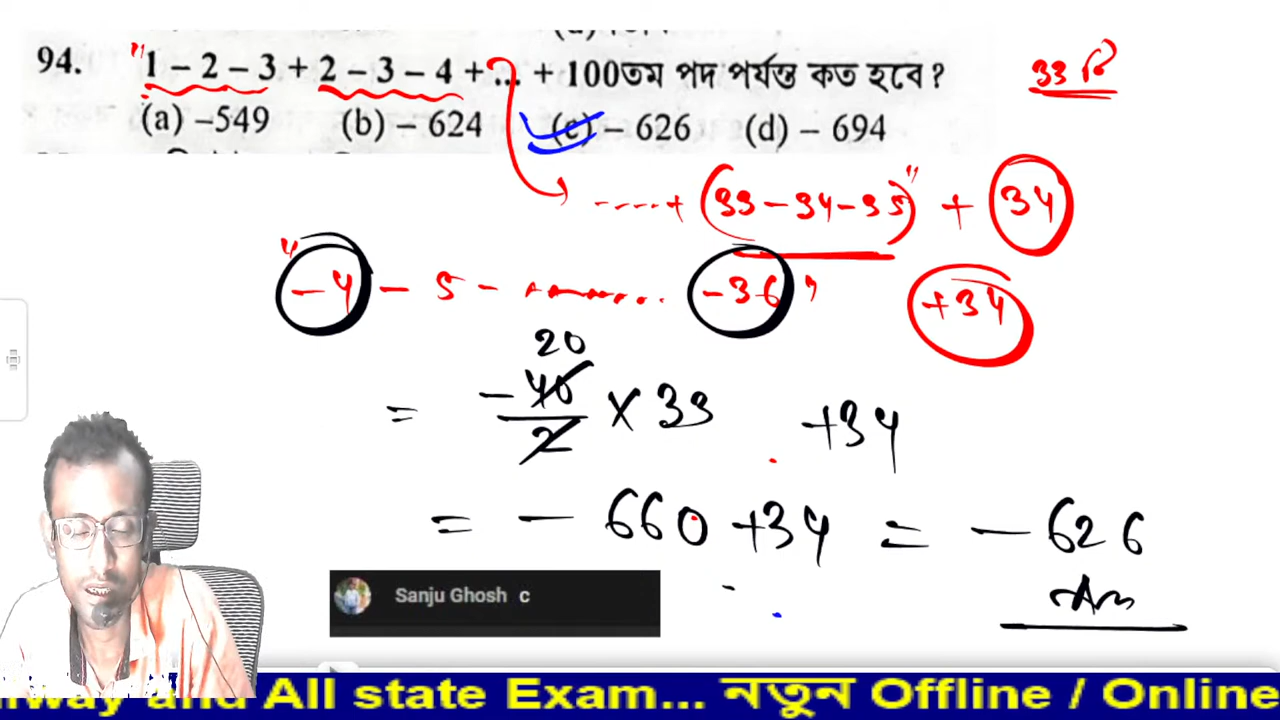 94. 1 – 2 – 3 + 2 – 3 – 4 + ... + 100তম পদ পর্যন্ত কত হবে?
(a) –549 (b) – 624 (c) – 626 (d) – 694
.....+ (33 – 34 – 35) + 34
– 4 – 5 – ........... – 36 + 34
20
= – 40/2 × 33 + 34
= – 660 + 34 = – 626
Ans
Sanju Ghosh c
way and All state Exam... নতুন Offline / Online